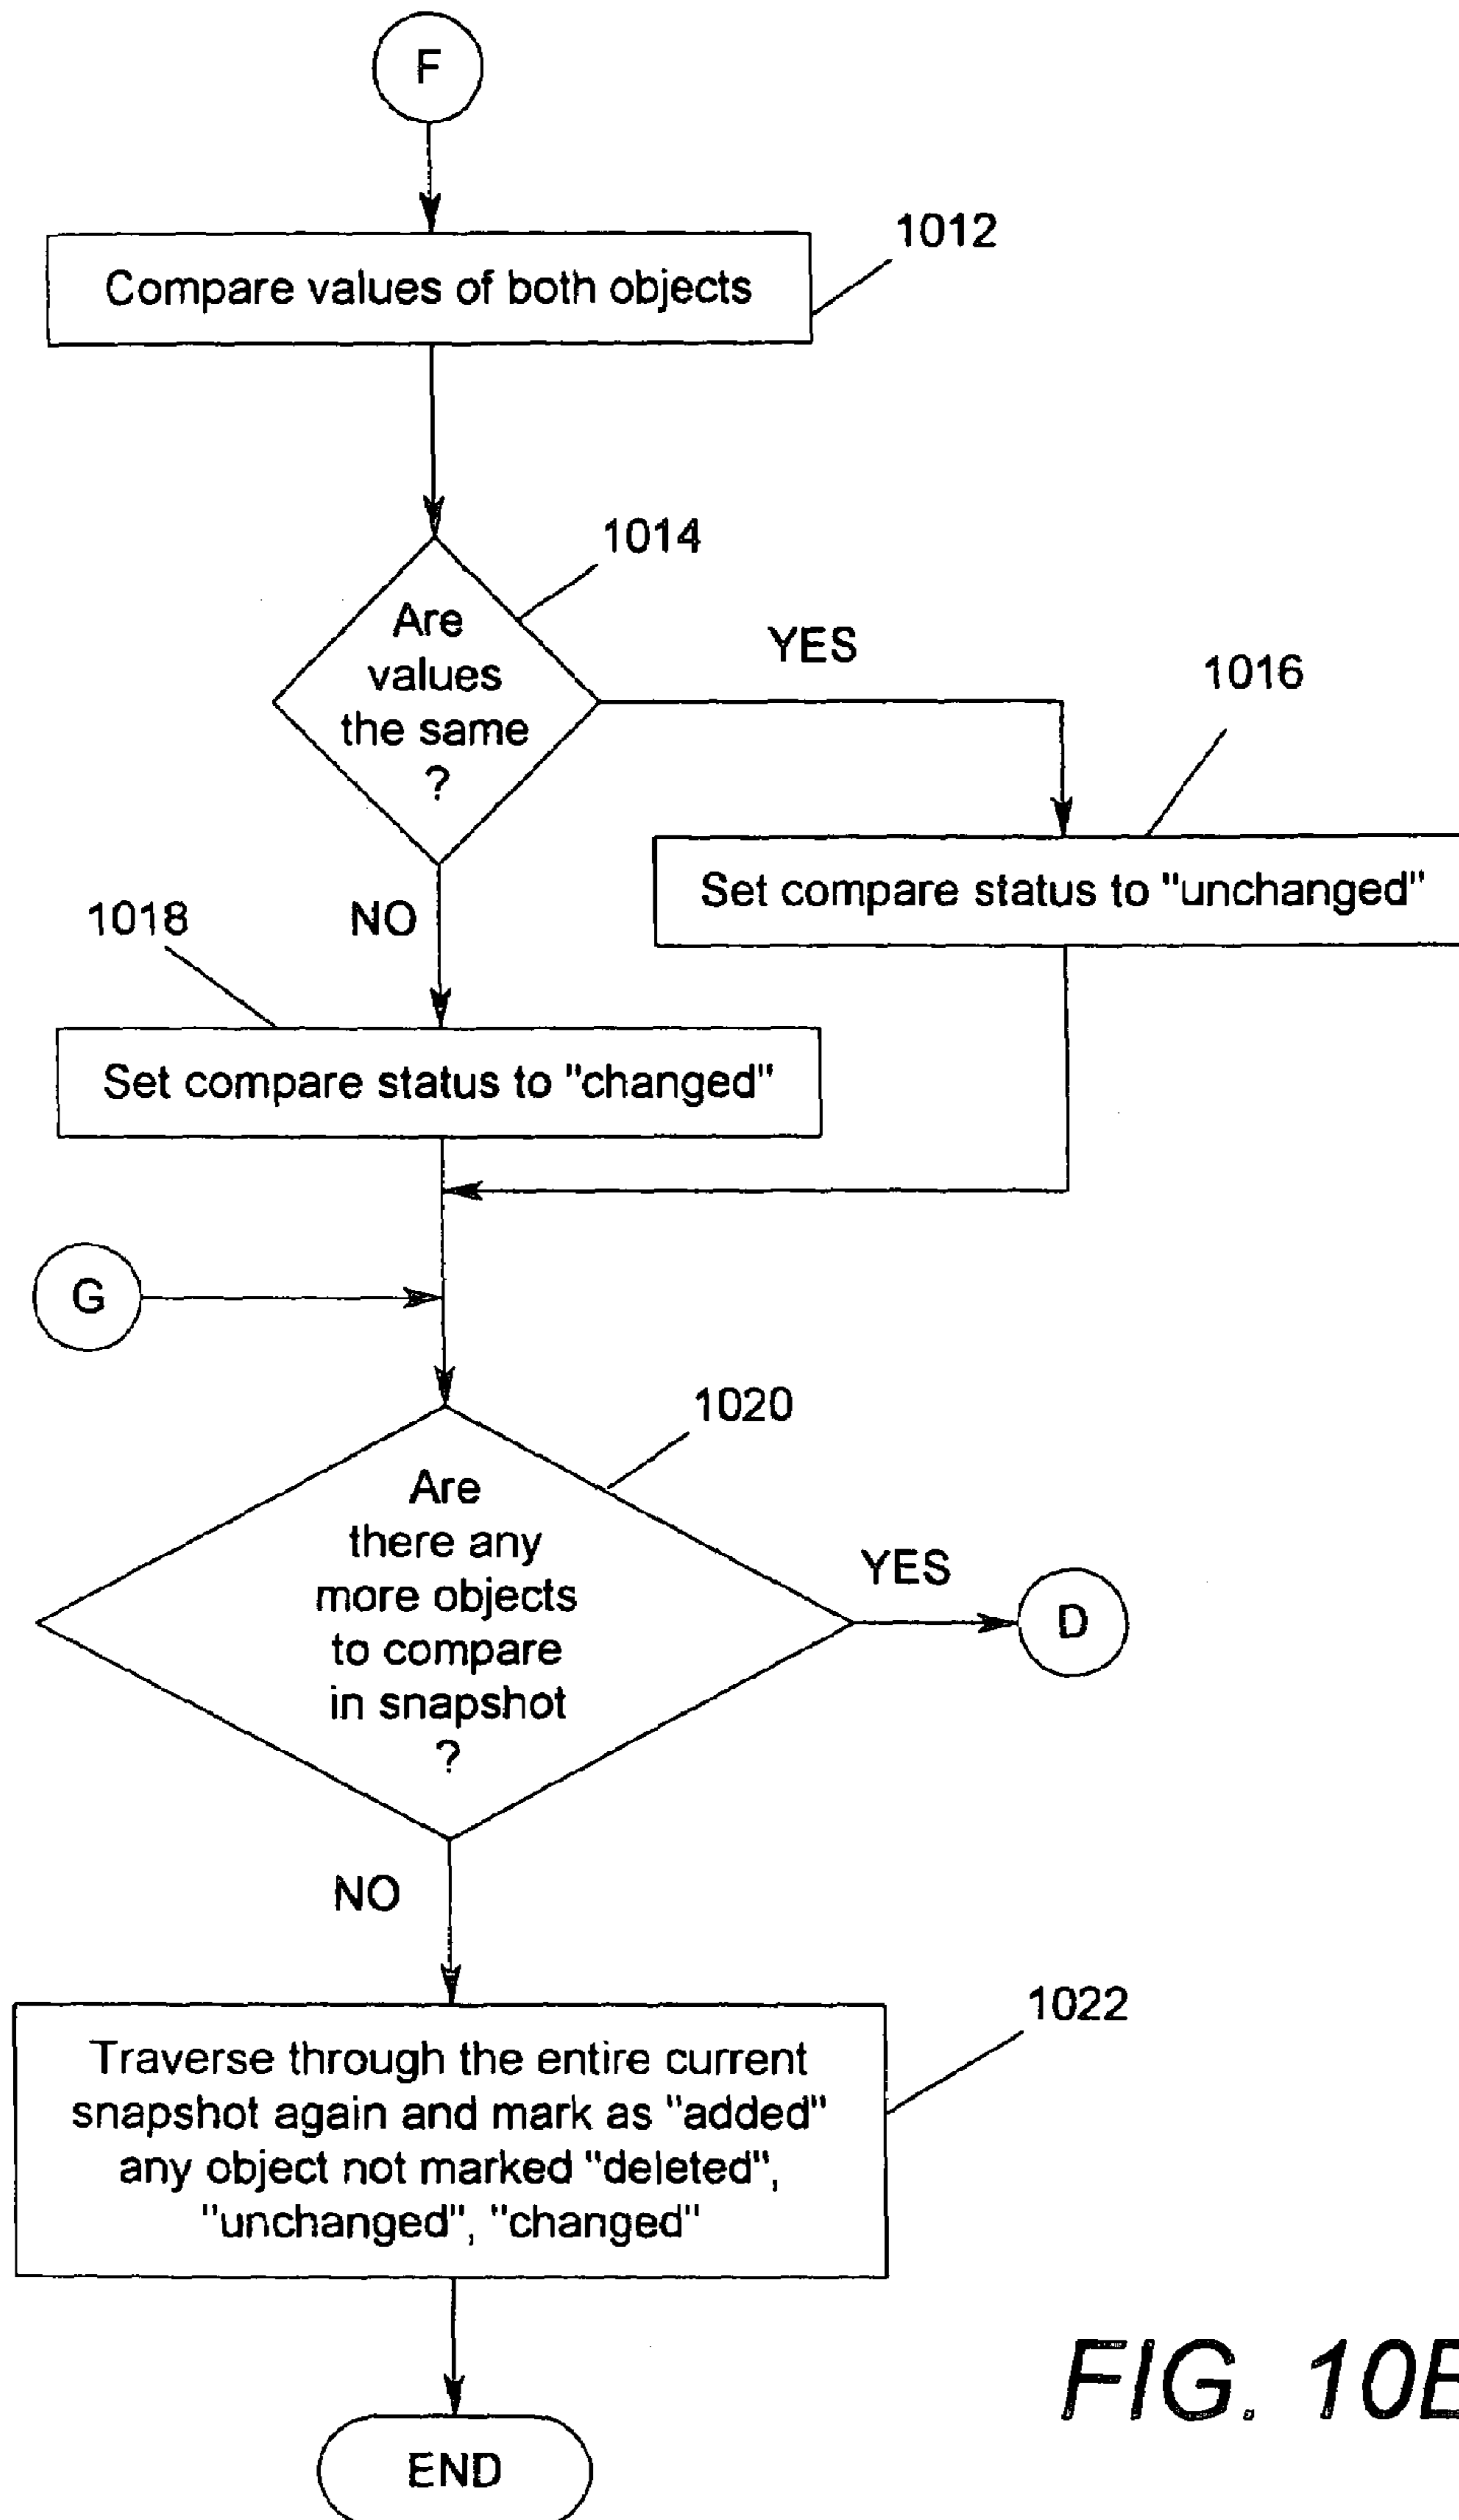 F
1012
Compare values of both objects
1014
Are
values
the same
?
YES
1016
Set compare status to "unchanged"
NO
1018
Set compare status to "changed"
G
1020
Are
there any
more objects
to compare
in snapshot
?
YES
D
NO
1022
Traverse through the entire current
snapshot again and mark as "added"
any object not marked "deleted",
"unchanged", "changed"
END
FIG. 10B